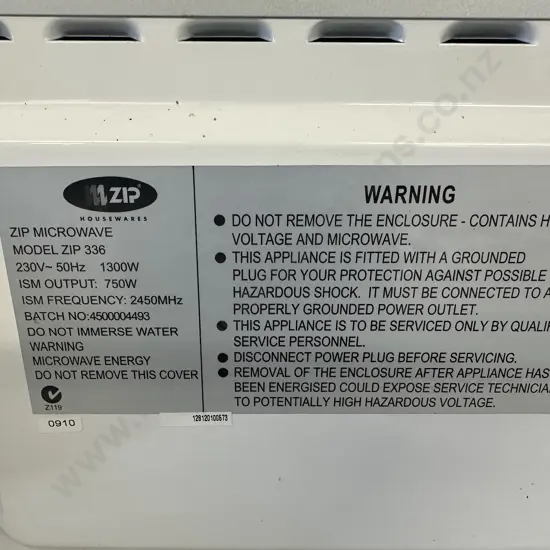 ZIP
HOUSEWARES
ZIP MICROWAVE
MODEL ZIP 336
230V~ 50Hz 1300W
ISM OUTPUT: 750W
ISM FREQUENCY: 2450MHz
BATCH NO:4500004493
DO NOT IMMERSE WATER
WARNING
MICROWAVE ENERGY
DO NOT REMOVE THIS COVER
Z119
0910
128120100573
WARNING
● DO NOT REMOVE THE ENCLOSURE - CONTAINS H
VOLTAGE AND MICROWAVE.
● THIS APPLIANCE IS FITTED WITH A GROUNDED
PLUG FOR YOUR PROTECTION AGAINST POSSIBLE
HAZARDOUS SHOCK. IT MUST BE CONNECTED TO A
PROPERLY GROUNDED POWER OUTLET.
● THIS APPLIANCE IS TO BE SERVICED ONLY BY QUALIF
SERVICE PERSONNEL.
● DISCONNECT POWER PLUG BEFORE SERVICING.
● REMOVAL OF THE ENCLOSURE AFTER APPLIANCE HAS
BEEN ENERGISED COULD EXPOSE SERVICE TECHNICIA
TO POTENTIALLY HIGH HAZARDOUS VOLTAGE.